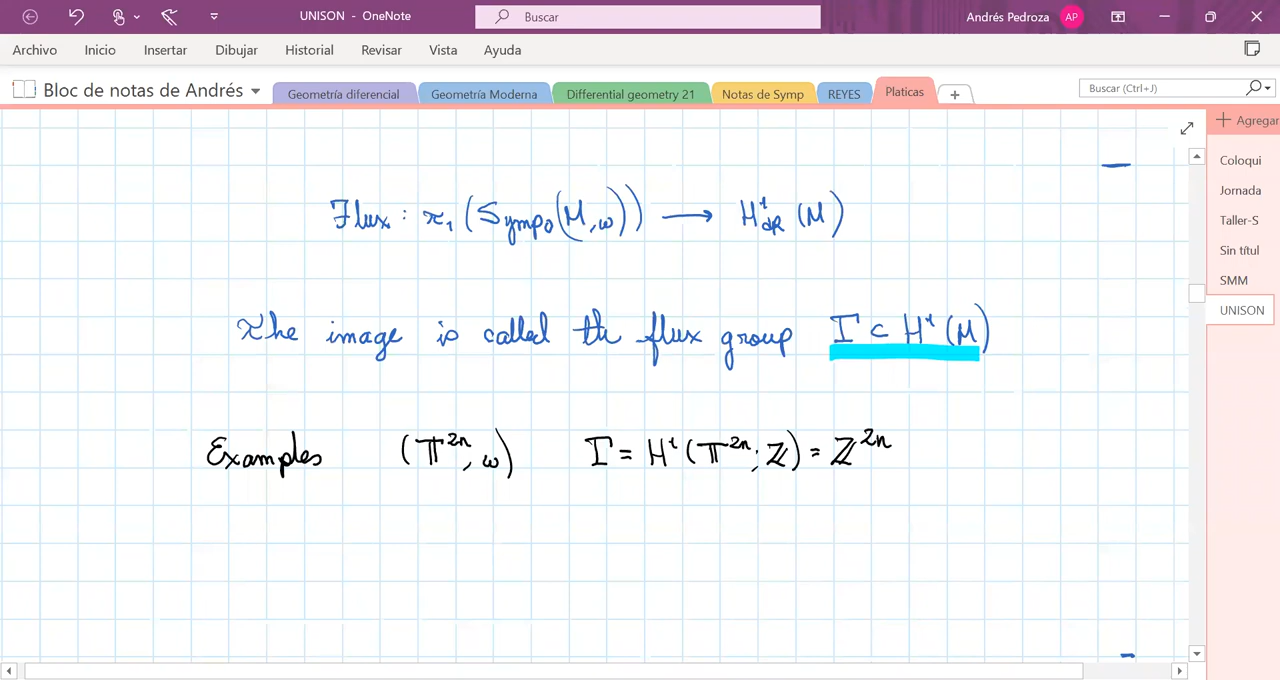 UNISON - OneNote
Buscar
Andrés Pedroza AP
Archivo Inicio Insertar Dibujar Historial Revisar Vista Ayuda
Bloc de notas de Andrés Geometría diferencial Geometría Moderna Differential geometry 21 Notas de Symp REYES Platicas + Buscar (Ctrl+J)
+ Agregar
Coloqui
Jornada
Taller-S
Sin títul
SMM
UNISON
Flux: π₁(Symp₀(M,ω)) → H¹dR(M)
The image is called th flux group Γ ⊂ H¹(M)
Examples (𝕋²ⁿ, ω) Γ = H¹(𝕋²ⁿ; ℤ) = ℤ²ⁿ